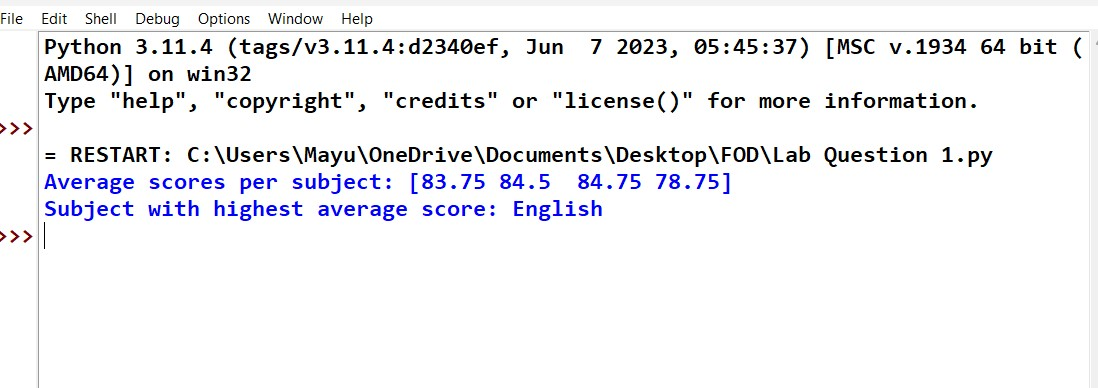 File Edit Shell Debug Options Window Help
Python 3.11.4 (tags/v3.11.4:d2340ef, Jun  7 2023, 05:45:37) [MSC v.1934 64 bit (
AMD64)] on win32
Type "help", "copyright", "credits" or "license()" for more information.
>>>
= RESTART: C:\Users\Mayu\OneDrive\Documents\Desktop\FOD\Lab Question 1.py
Average scores per subject: [83.75 84.5  84.75 78.75]
Subject with highest average score: English
>>>